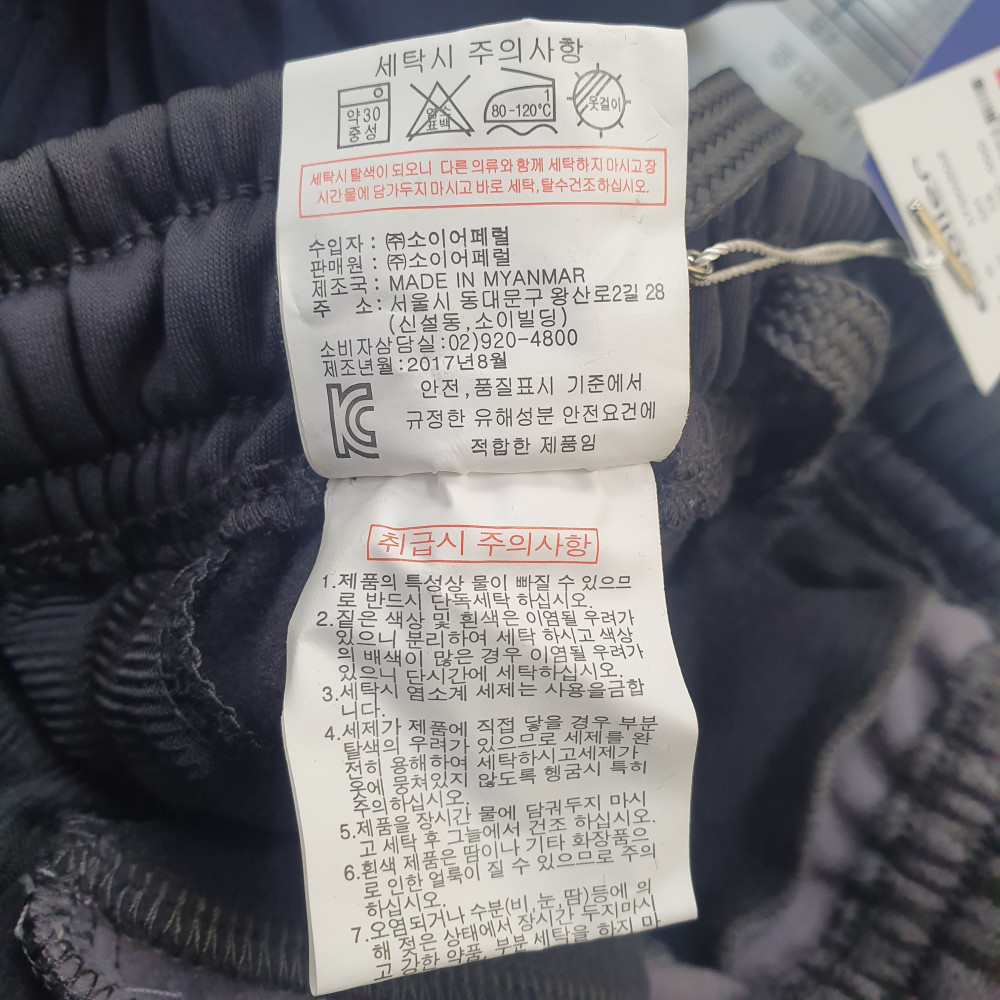 세탁시 주의사항
약30
중성
염소
표백
1
80-120℃
옷걸이
세탁시 탈색이 되오니 다른 의류와 함께 세탁하지 마시고 장
시간 물에 담가두지 마시고 바로 세탁,탈수건조하십시오.
수입자 : ㈜소이어페럴
판매원 : ㈜소이어페럴
제조국 : MADE IN MYANMAR
주 소 : 서울시 동대문구 왕산로2길 28
(신설동,소이빌딩)
소비자상담실:02)920-4800
제조년월:2017년8월
안전,품질표시 기준에서
규정한 유해성분 안전요건에
적합한 제품임
취급시 주의사항
1.제품의 특성상 물이 빠질 수 있으므
로 반드시 단독세탁 하십시오.
2.짙은 색상 및 흰색은 이염될 우려가
있으니 분리하여 세탁 하시고 색상
의 배색이 많은 경우 이염될 우려가
있으니 단시간에 세탁하십시오.
3.세탁시 염소계 세제는 사용을금합
니다.
4.세제가 제품에 직접 닿을 경우 부분
탈색의 우려가 있으므로 세제를 완
전히 용해하여 세탁하시고세제가
옷에 뭉쳐있지 않도록 헹굼시 특히
주의하십시오.
5.제품을 장시간 물에 담궈두지 마시
고 세탁 후 그늘에서 건조 하십시오.
6.흰색 제품은 땀이나 기타 화장품으
로 인한 얼룩이 질 수 있으므로 주의
하십시오.
7.오염되거나 수분(비,눈,땀)등에 의
해 젖은 상태에서 장시간 두지마시
고 강한 약품, 부분 세탁을 하지 마